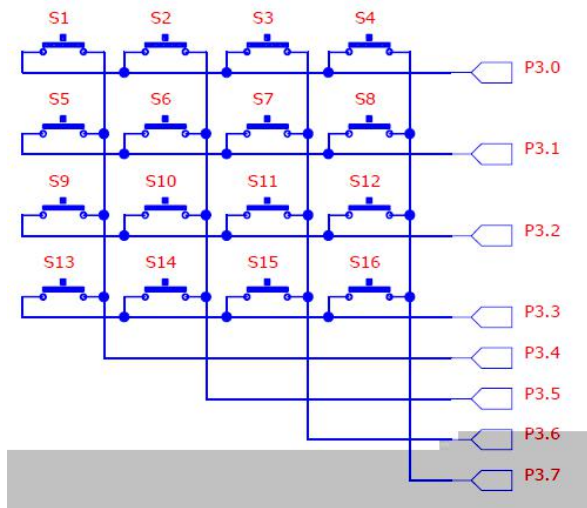 S1 S2 S3 S4
P3.0
S5 S6 S7 S8
P3.1
S9 S10 S11 S12
P3.2
S13 S14 S15 S16
P3.3
P3.4
P3.5
P3.6
P3.7